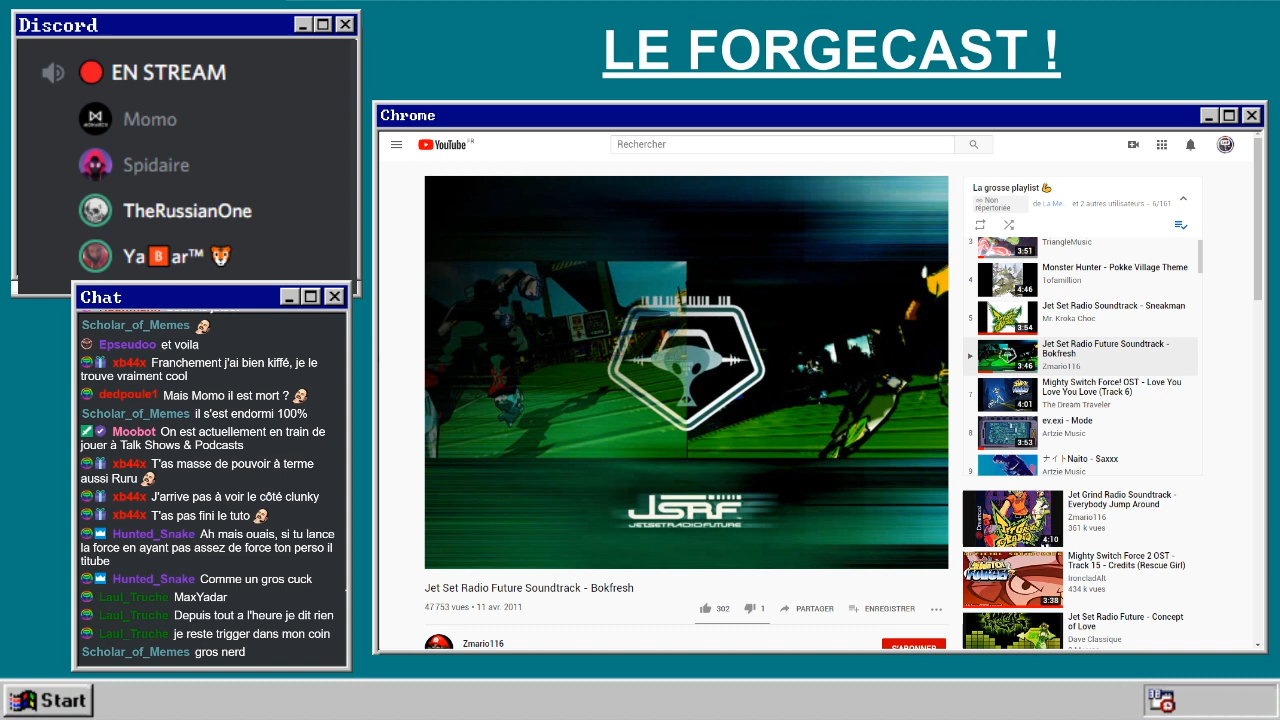 Discord
EN STREAM
Momo
Spidaire
TheRussianOne
Ya🅱ar™ 🐯
LE FORGECAST !
Chat
Scholar_of_Memes
Epseudoo et voila
xb44x Franchement j'ai bien kiffé, je le
trouve vraiment cool
dedpoule1 Mais Momo il est mort ?
Scholar_of_Memes il s'est endormi 100%
Moobot On est actuellement en train de
jouer à Talk Shows & Podcasts
xb44x T'as masse de pouvoir à terme
aussi Ruru
xb44x J'arrive pas à voir le côté clunky
xb44x T'as pas fini le tuto
Hunted_Snake Ah mais ouais, si tu lance
la force en ayant pas assez de force ton perso il
titube
Hunted_Snake Comme un gros cuck
Laul_Truche MaxYadar
Laul_Truche Depuis tout a l'heure je dit rien
Laul_Truche je reste trigger dans mon coin
Scholar_of_Memes gros nerd
Chrome
YouTube FR
Rechercher
JSRF
JETSETRADIOFUTURE
Jet Set Radio Future Soundtrack - Bokfresh
47 753 vues • 11 avr. 2011
302
1
PARTAGER
ENREGISTRER
Zmario116
S'ABONNER
La grosse playlist 💪
Non
répertoriée
de La Me... et 2 autres utilisateurs - 6/161
3
3:51
TriangleMusic
4
4:46
Monster Hunter - Pokke Village Theme
1ofamillion
5
3:54
Jet Set Radio Soundtrack - Sneakman
Mr. Kroka Choc
3:46
Jet Set Radio Future Soundtrack -
Bokfresh
Zmario116
7
4:01
Mighty Switch Force! OST - Love You
Love You Love (Track 6)
The Dream Traveler
8
3:53
ev.exi - Mode
Artzie Music
9
ナイトNaito - Saxxx
Artzie Music
4:10
Jet Grind Radio Soundtrack -
Everybody Jump Around
Zmario116
361 k vues
3:38
Mighty Switch Force 2 OST -
Track 15 - Credits (Rescue Girl)
IroncladAlt
434 k vues
Jet Set Radio Future - Concept
of Love
Dave Classique
Start